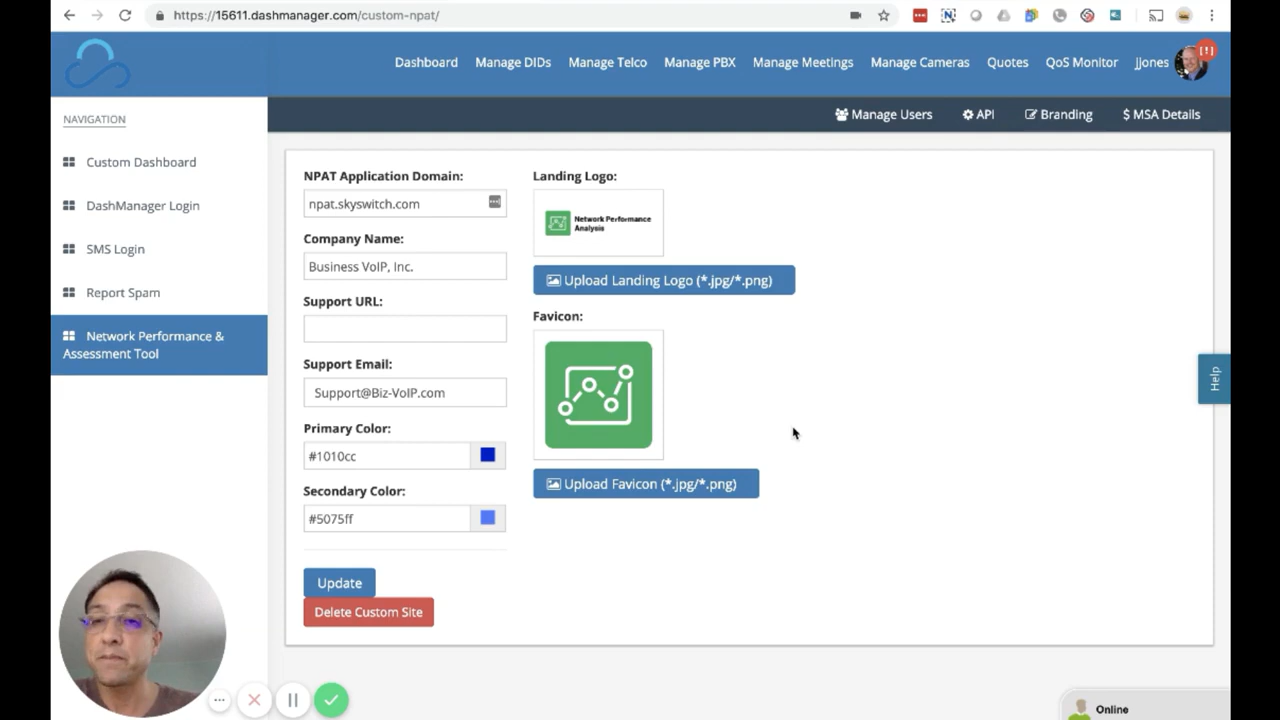 https://15611.dashmanager.com/custom-npat/
Dashboard
Manage DIDs
Manage Telco
Manage PBX
Manage Meetings
Manage Cameras
Quotes
QoS Monitor
JJones
[!]
Manage Users
API
Branding
$ MSA Details
NAVIGATION
Custom Dashboard
DashManager Login
SMS Login
Report Spam
Network Performance &
Assessment Tool
NPAT Application Domain:
npat.skyswitch.com
Company Name:
Business VoIP, Inc.
Support URL:
Support Email:
Support@Biz-VoIP.com
Primary Color:
#1010cc
Secondary Color:
#5075ff
Update
Delete Custom Site
Landing Logo:
Network Performance
Analysis
Upload Landing Logo (*.jpg/*.png)
Favicon:
Upload Favicon (*.jpg/*.png)
Help
Online